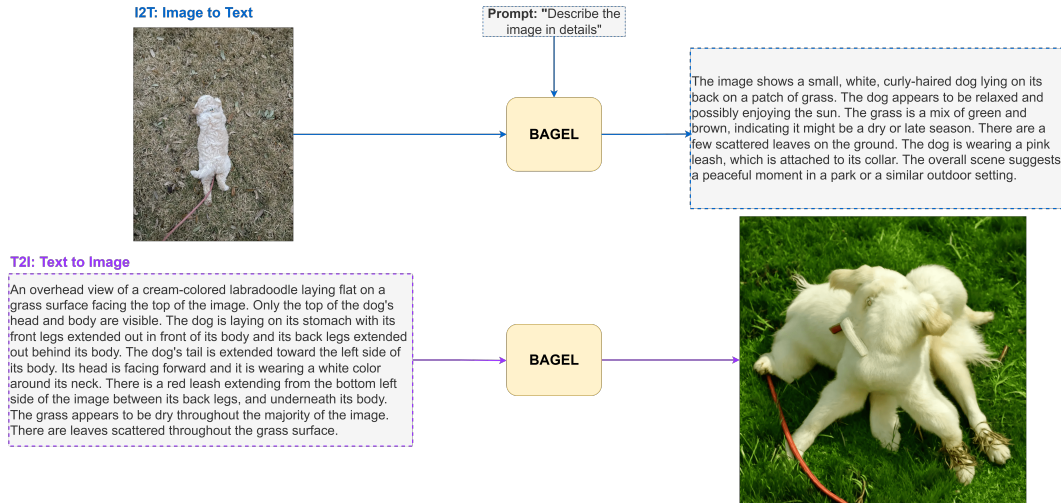 I2T: Image to Text
Prompt: "Describe the
image in details"
BAGEL
The image shows a small, white, curly-haired dog lying on its
back on a patch of grass. The dog appears to be relaxed and
possibly enjoying the sun. The grass is a mix of green and
brown, indicating it might be a dry or late season. There are a
few scattered leaves on the ground. The dog is wearing a pink
leash, which is attached to its collar. The overall scene suggests
a peaceful moment in a park or a similar outdoor setting.
T2I: Text to Image
An overhead view of a cream-colored labradoodle laying flat on a
grass surface facing the top of the image. Only the top of the dog's
head and body are visible. The dog is laying on its stomach with its
front legs extended out in front of its body and its back legs extended
out behind its body. The dog's tail is extended toward the left side of
its body. Its head is facing forward and it is wearing a white color
around its neck. There is a red leash extending from the bottom left
side of the image between its back legs, and underneath its body.
The grass appears to be dry throughout the majority of the image.
There are leaves scattered throughout the grass surface.
BAGEL